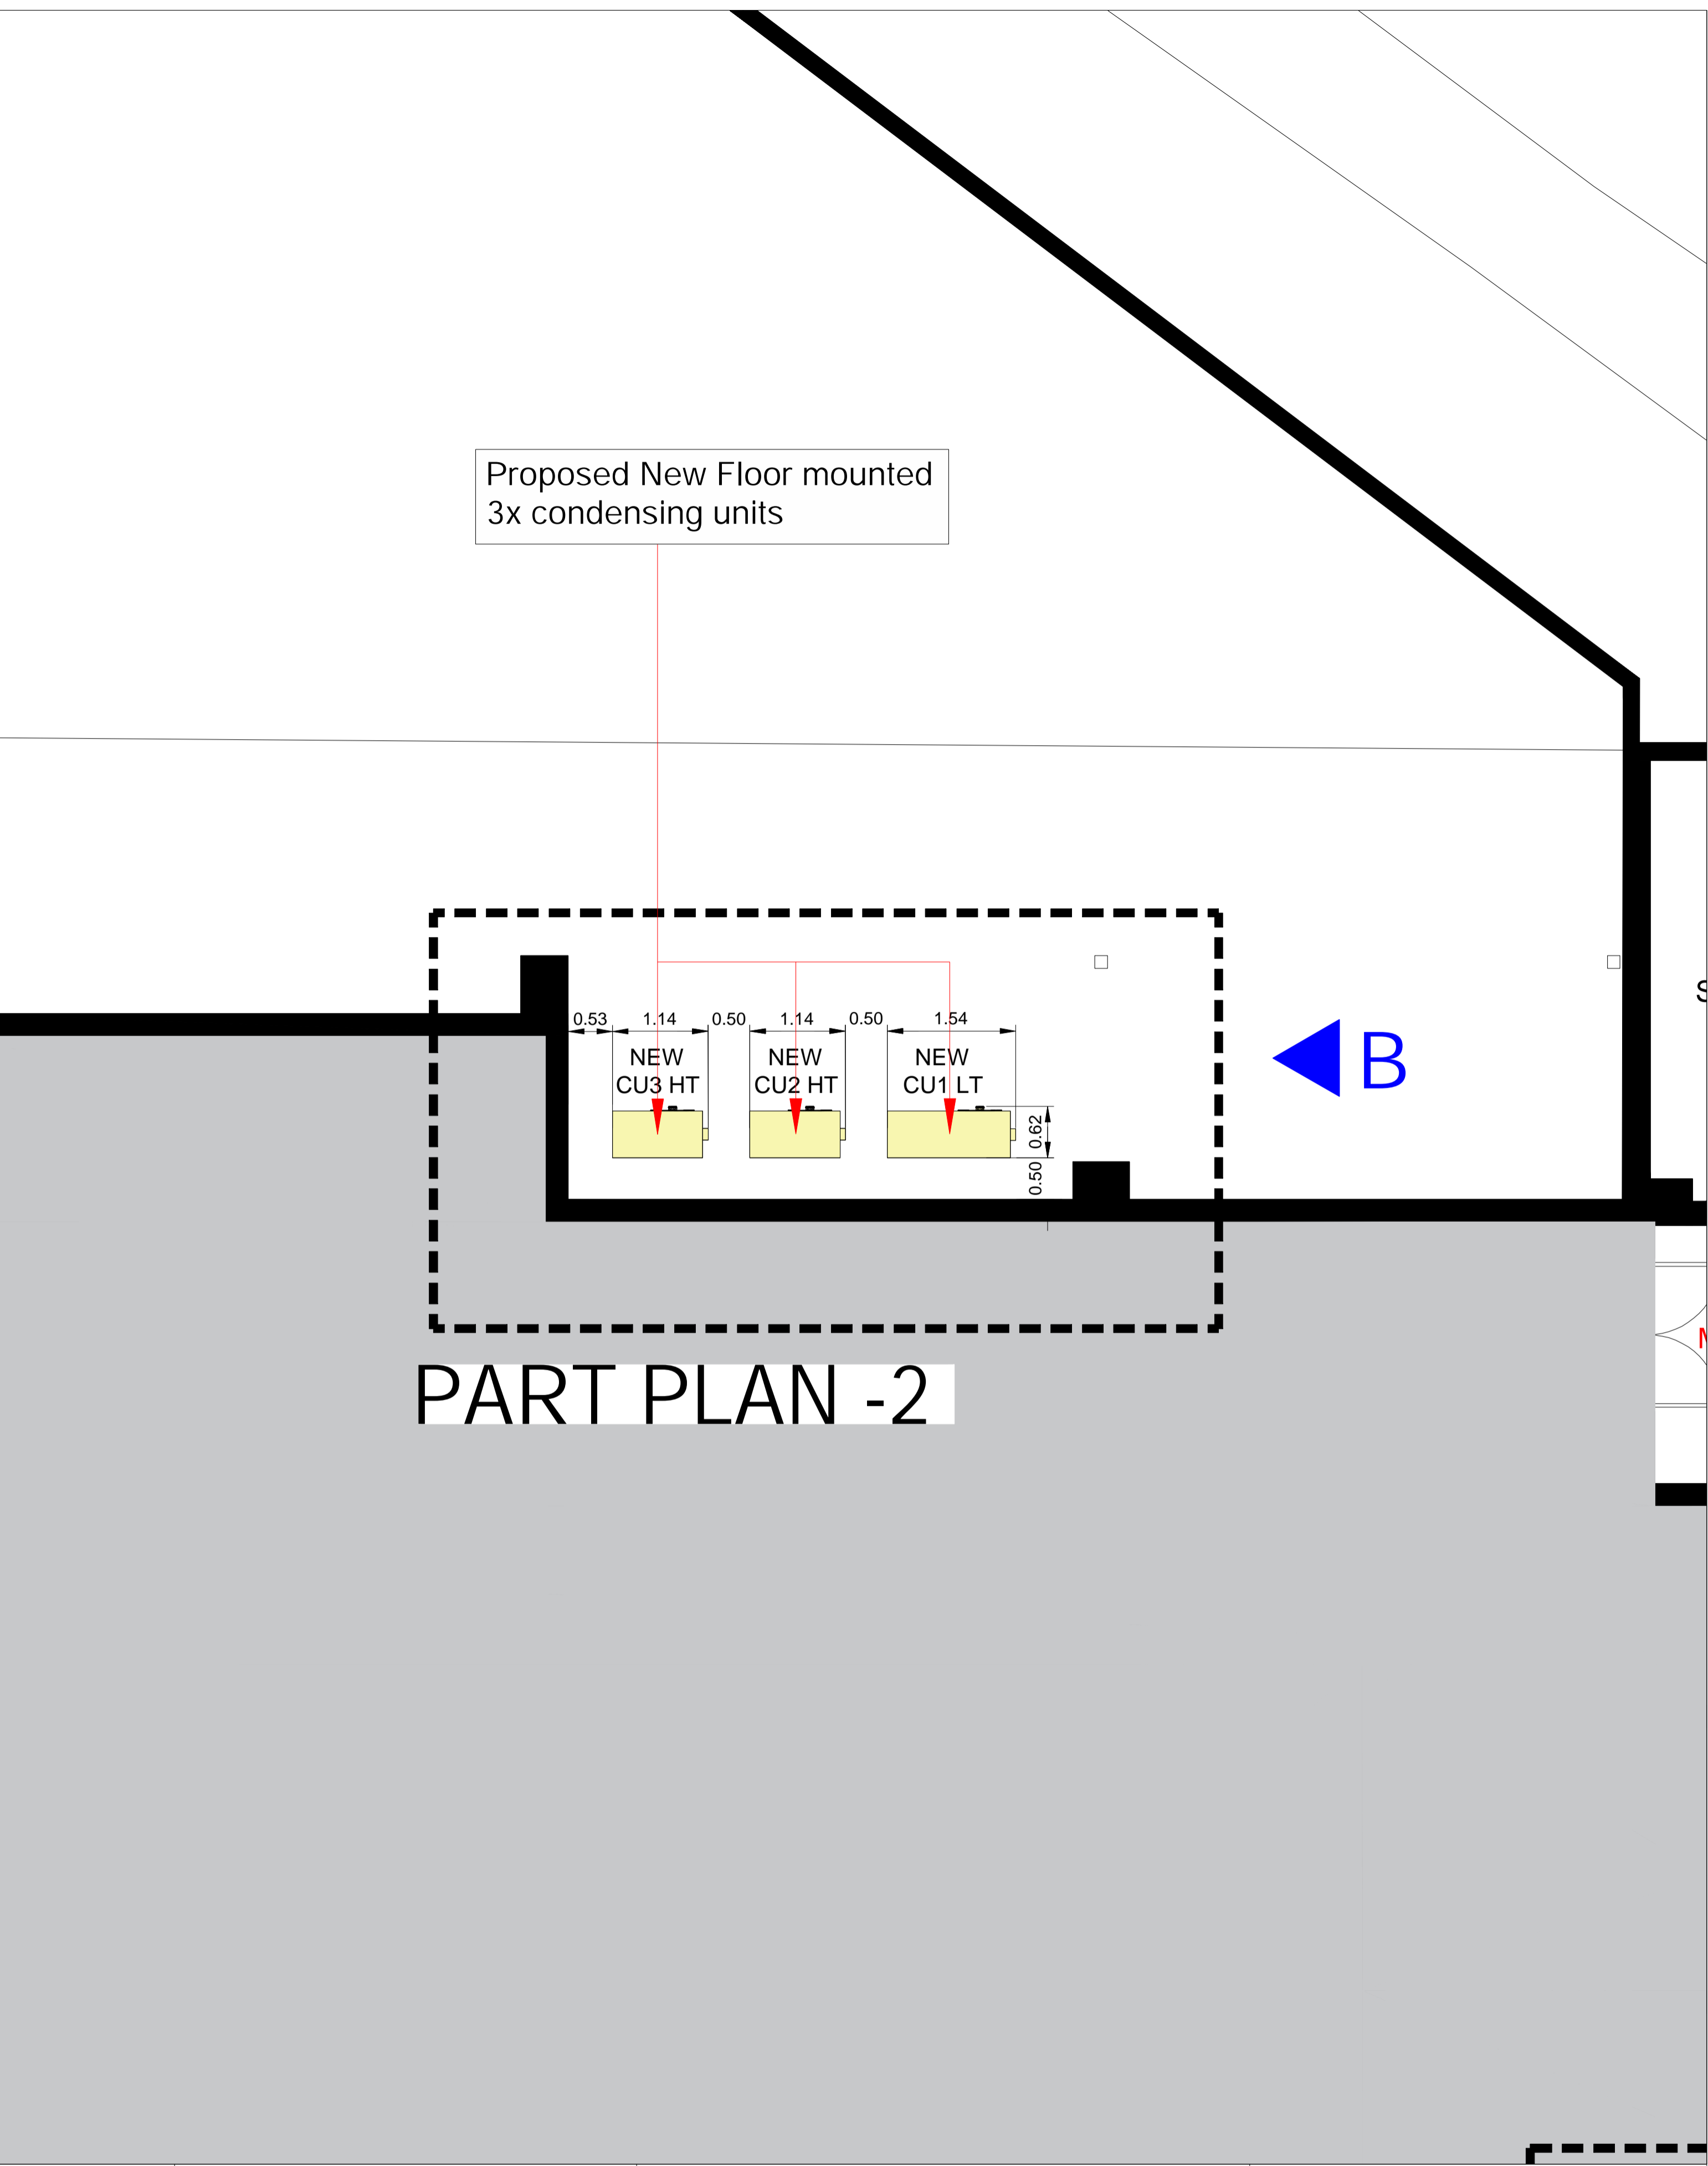 Proposed New Floor mounted
3x condensing units
0.53 1.14 0.50 1.14 0.50 1.54
NEW
CU3 HT
NEW
CU2 HT
NEW
CU1 LT
0.62
0.50
B
PART PLAN -2